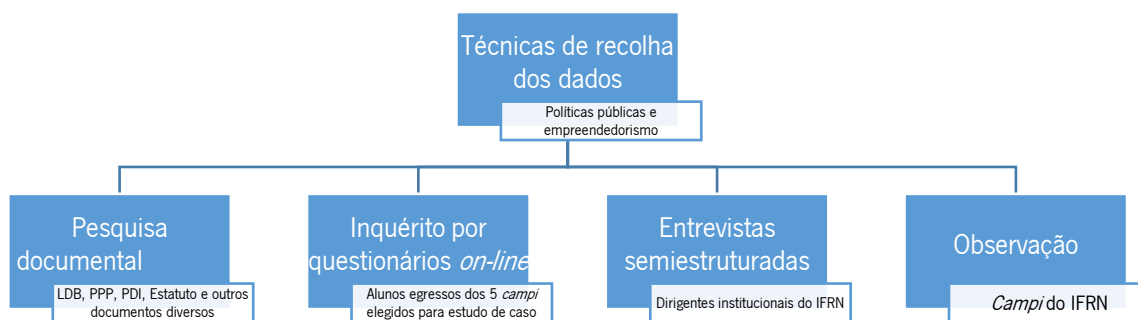 Técnicas de recolha
dos dados
Políticas públicas e
empreendedorismo
Pesquisa
documental
LDB, PPP, PDI, Estatuto e outros
documentos diversos
Inquérito por
questionários on-line
Alunos egressos dos 5 campi
elegidos para estudo de caso
Entrevistas
semiestruturadas
Dirigentes institucionais do IFRN
Observação
Campi do IFRN